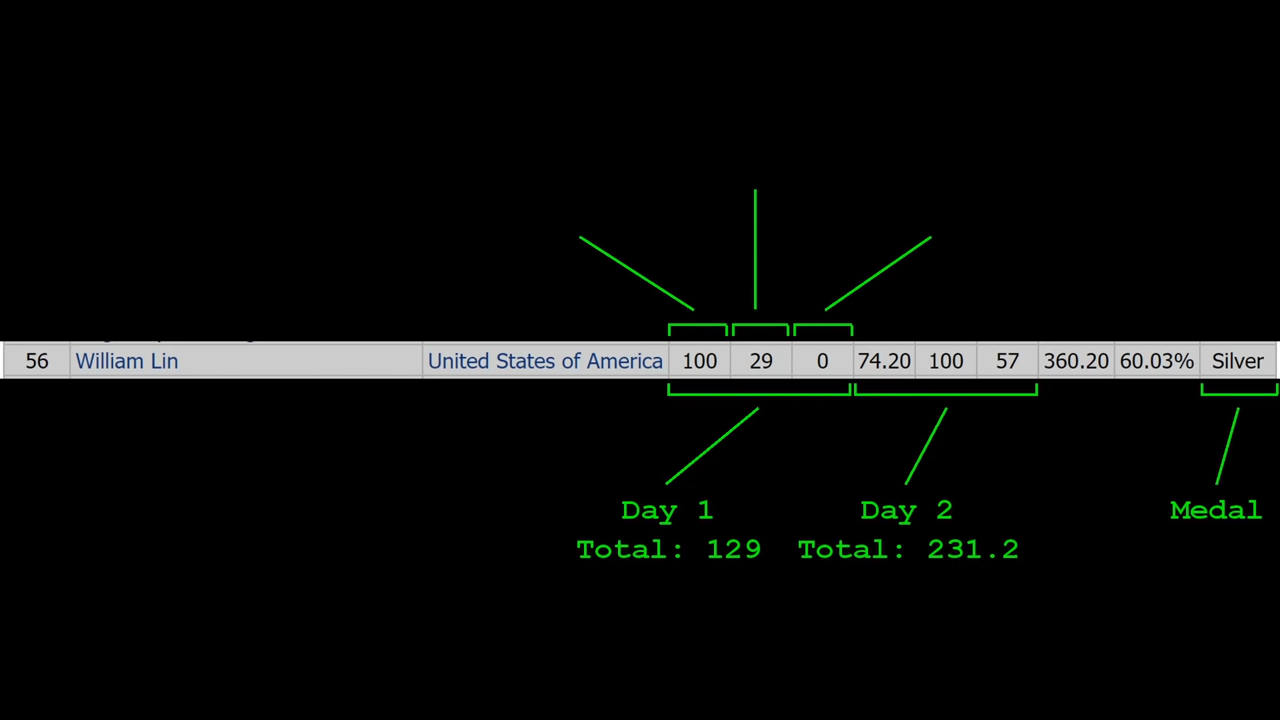 56 William Lin United States of America 100 29 0 74.20 100 57 360.20 60.03% Silver
Day 1 Day 2 Medal
Total: 129 Total: 231.2